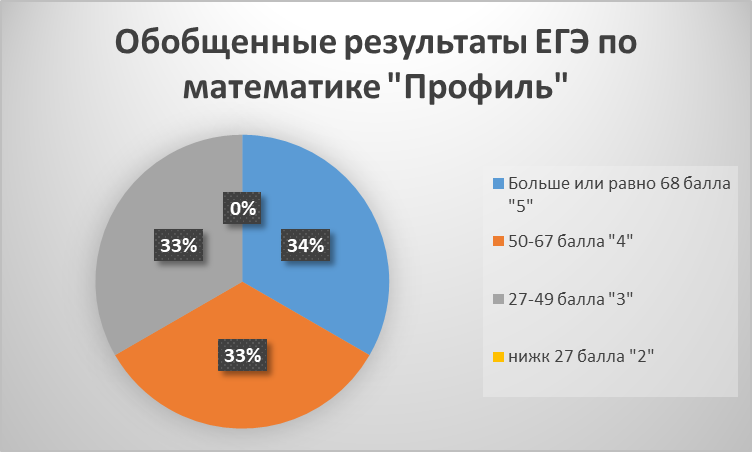 Обобщенные результаты ЕГЭ по
математике "Профиль"
0%
33%
34%
33%
Больше или равно 68 балла
"5"
50-67 балла "4"
27-49 балла "3"
нижк 27 балла "2"